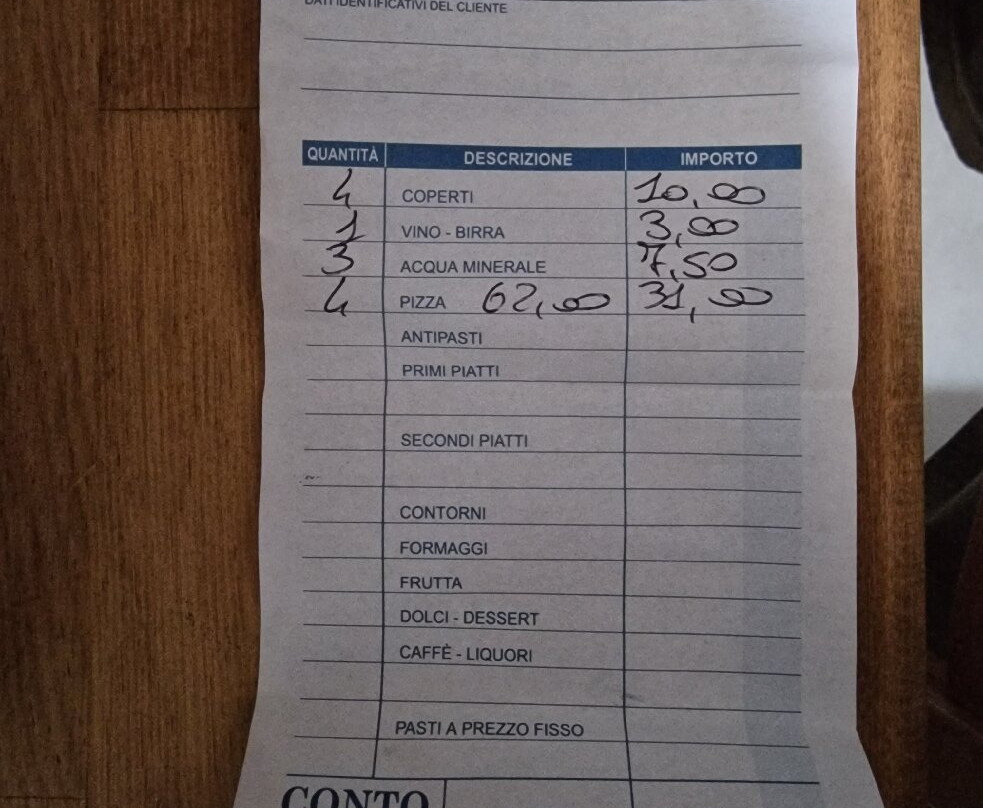 DATI IDENTIFICATIVI DEL CLIENTE
QUANTITÀ DESCRIZIONE IMPORTO
4 COPERTI 10,00
1 VINO - BIRRA 3,00
3 ACQUA MINERALE 7,50
4 PIZZA 62,00 31,00
ANTIPASTI
PRIMI PIATTI
SECONDI PIATTI
CONTORNI
FORMAGGI
FRUTTA
DOLCI - DESSERT
CAFFÈ - LIQUORI
PASTI A PREZZO FISSO
CONTO